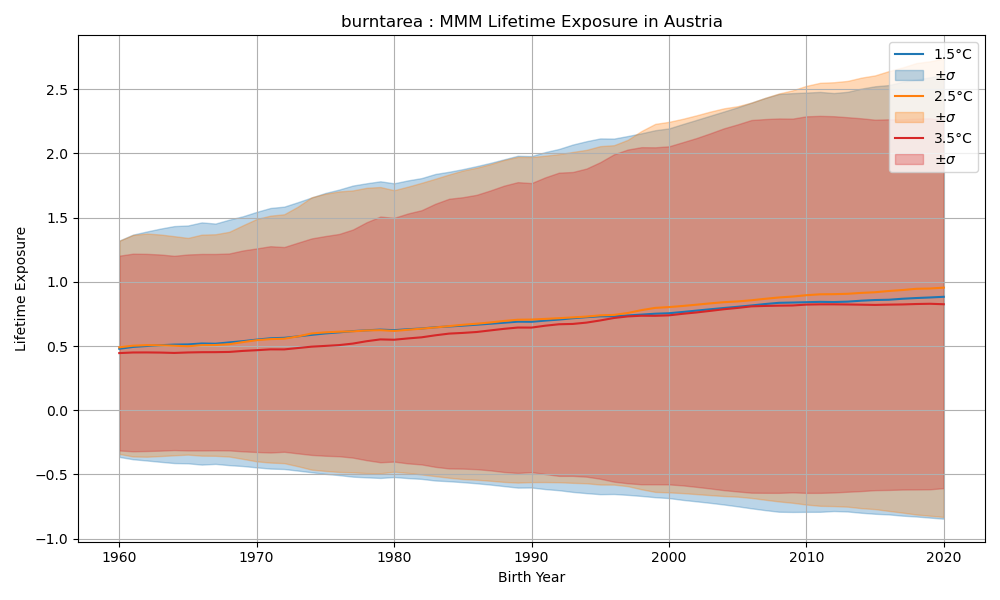 burntarea : MMM Lifetime Exposure in Austria
1.5°C
±σ
2.5°C
±σ
3.5°C
±σ
Lifetime Exposure
2.5
2.0
1.5
1.0
0.5
0.0
−0.5
−1.0
1960 1970 1980 1990 2000 2010 2020
Birth Year